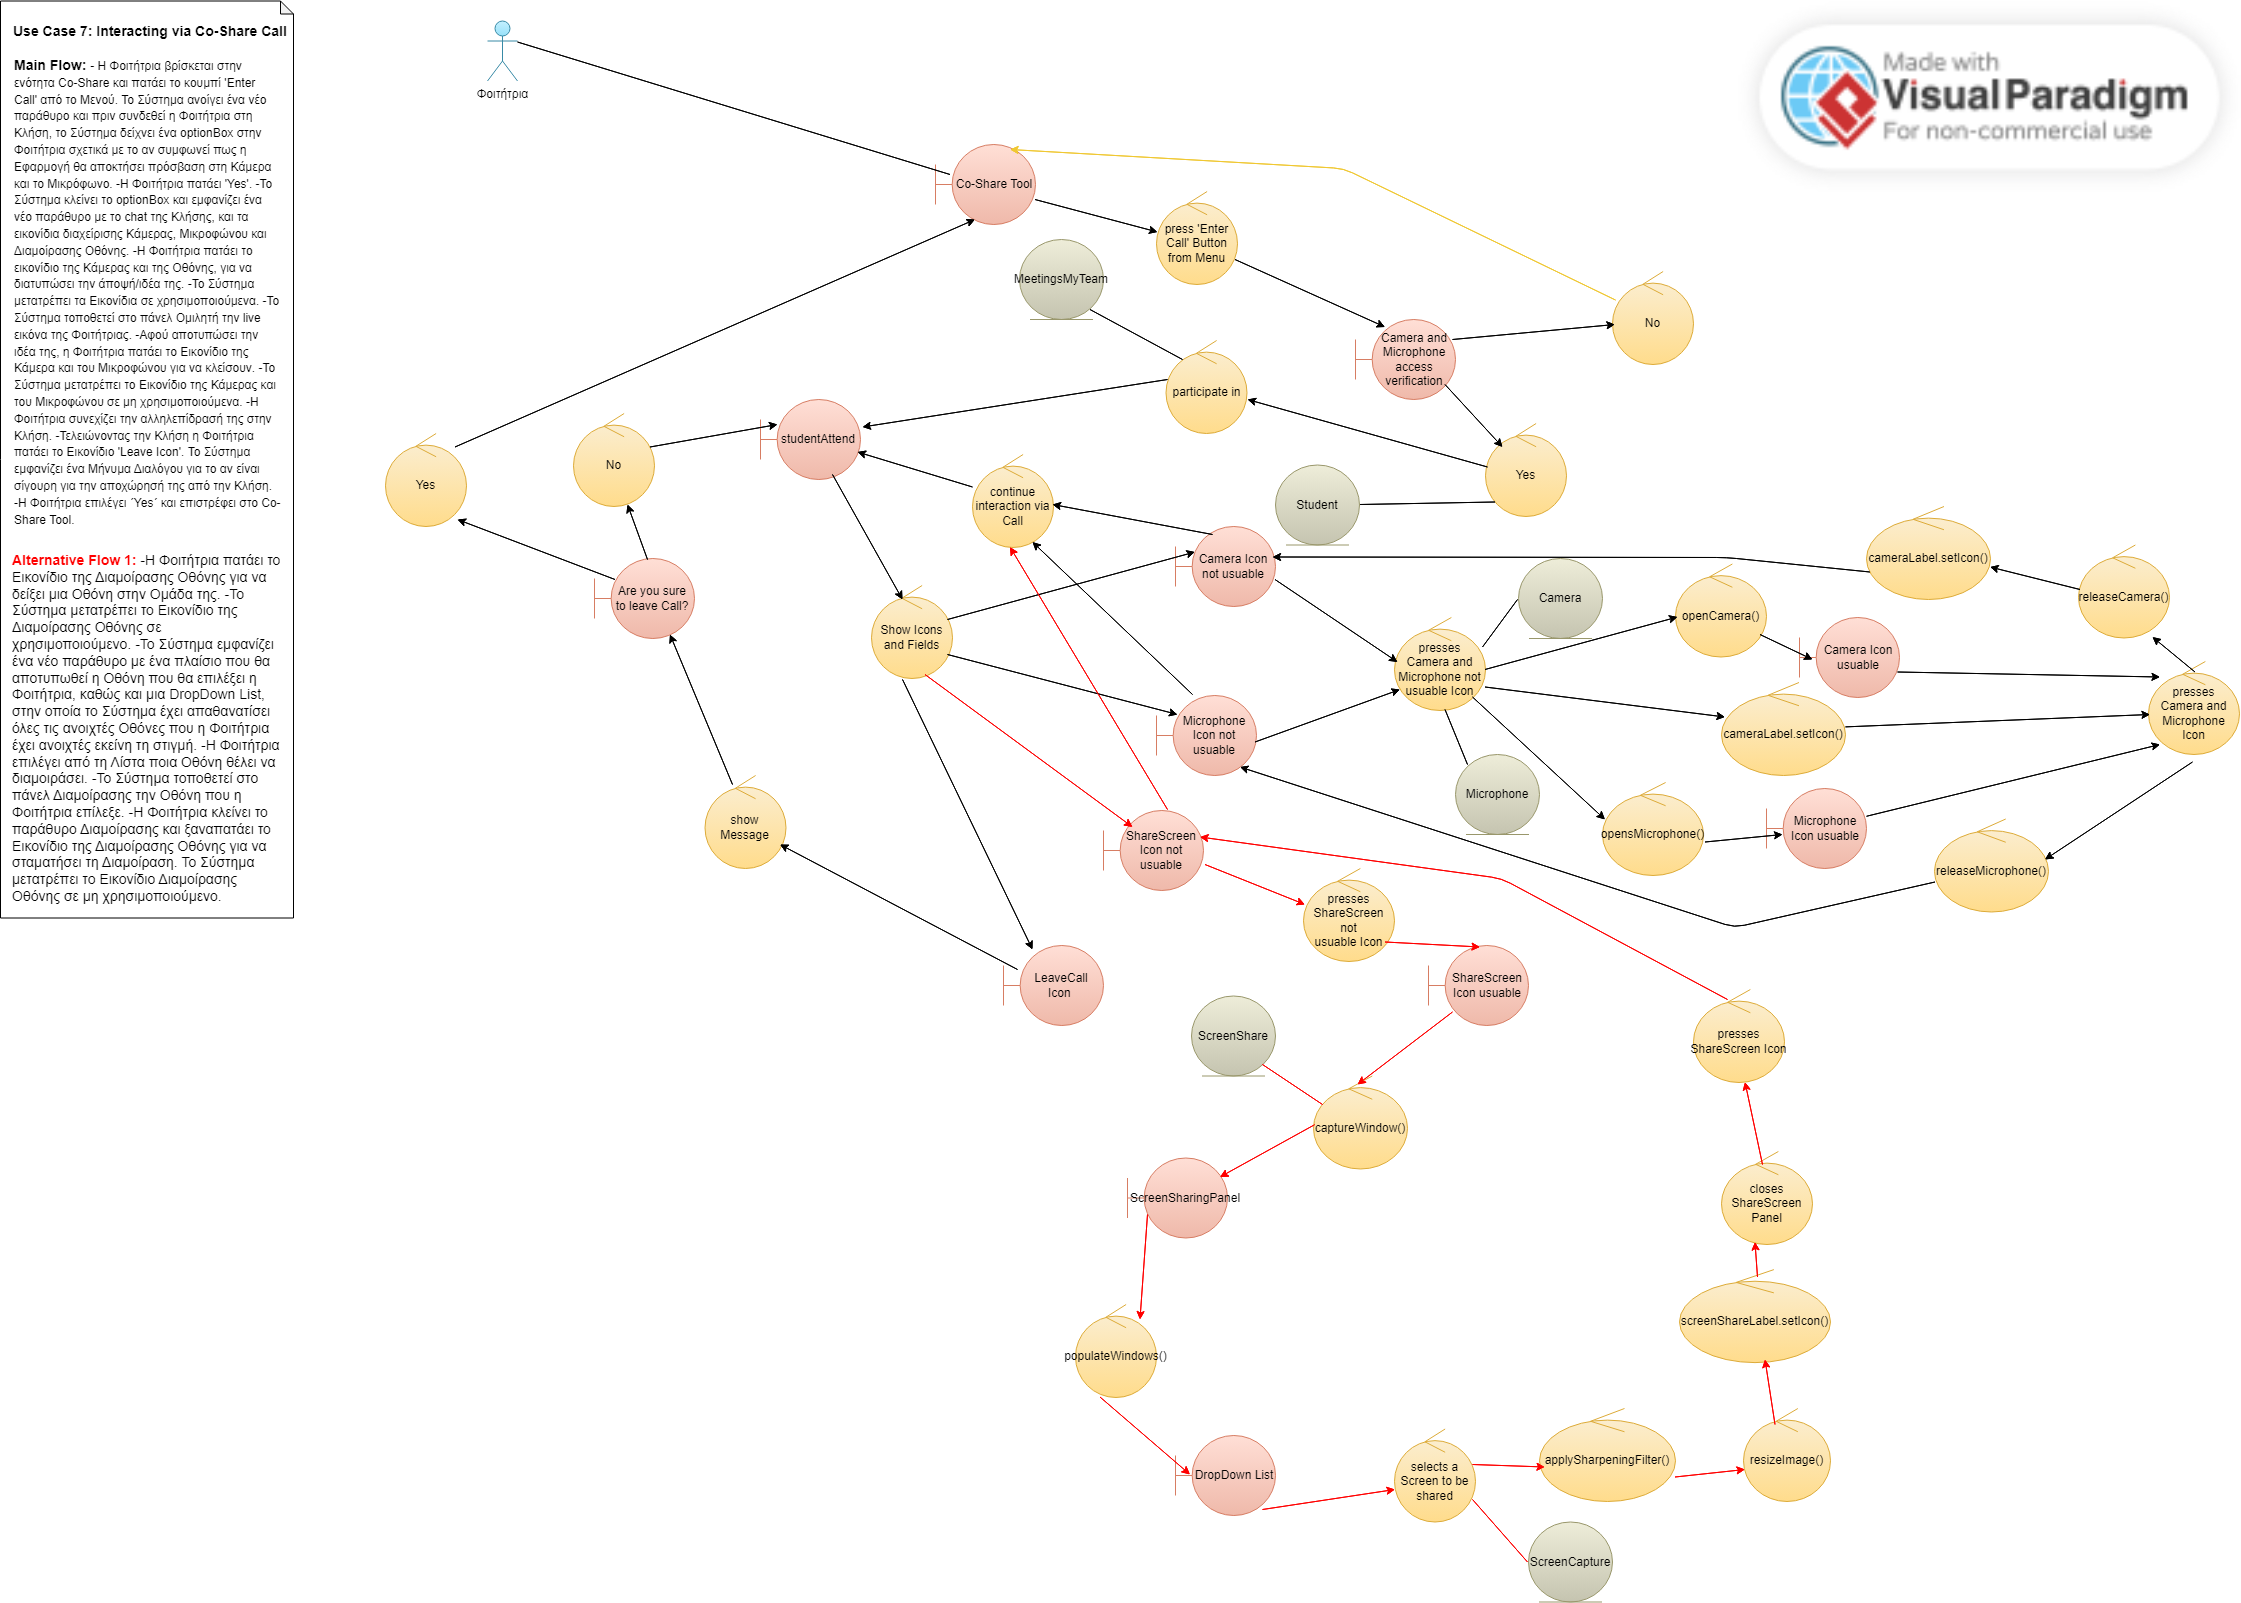 Use Case 7: Interacting via Co-Share Call
Main Flow: - Η Φοιτήτρια βρίσκεται στην
ενότητα Co-Share και πατάει το κουμπί 'Enter
Call' από το Μενού. Το Σύστημα ανοίγει ένα νέο
παράθυρο και πριν συνδεθεί η Φοιτήτρια στη
Κλήση, το Σύστημα δείχνει ένα optionBox στην
Φοιτήτρια σχετικά με το αν συμφωνεί πως η
Εφαρμογή θα αποκτήσει πρόσβαση στη Κάμερα
και το Μικρόφωνο. -Η Φοιτήτρια πατάει 'Yes'. -Το
Σύστημα κλείνει το optionBox και εμφανίζει ένα
νέο παράθυρο με το chat της Κλήσης, και τα
εικονίδια διαχείρισης Κάμερας, Μικροφώνου και
Διαμοίρασης Οθόνης. -Η Φοιτήτρια πατάει το
εικονίδιο της Κάμερας και της Οθόνης, για να
διατυπώσει την άποψή/ιδέα της. -Το Σύστημα
μετατρέπει τα Εικονίδια σε χρησιμοποιούμενα. -Το
Σύστημα τοποθετεί στο πάνελ Ομιλητή την live
εικόνα της Φοιτήτριας. -Αφού αποτυπώσει την
ιδέα της, η Φοιτήτρια πατάει το Εικονίδιο της
Κάμερα και του Μικροφώνου για να κλείσουν. -Το
Σύστημα μετατρέπει το Εικονίδιο της Κάμερας και
του Μικροφώνου σε μη χρησιμοποιούμενα. -Η
Φοιτήτρια συνεχίζει την αλληλεπίδρασή της στην
Κλήση. -Τελειώνοντας την Κλήση η Φοιτήτρια
πατάει το Εικονίδιο 'Leave Icon'. Το Σύστημα
εμφανίζει ένα Μήνυμα Διαλόγου για το αν είναι
σίγουρη για την αποχώρησή της από την Κλήση.
-Η Φοιτήτρια επιλέγει ´Yes´ και επιστρέφει στο Co-
Share Tool.
Alternative Flow 1: -Η Φοιτήτρια πατάει το
Εικονίδιο της Διαμοίρασης Οθόνης για να
δείξει μια Οθόνη στην Ομάδα της. -Το
Σύστημα μετατρέπει το Εικονίδιο της
Διαμοίρασης Οθόνης σε
χρησιμοποιούμενο. -Το Σύστημα εμφανίζει
ένα νέο παράθυρο με ένα πλαίσιο που θα
αποτυπωθεί η Οθόνη που θα επιλέξει η
Φοιτήτρια, καθώς και μια DropDown List,
στην οποία το Σύστημα έχει απαθανατίσει
όλες τις ανοιχτές Οθόνες που η Φοιτήτρια
έχει ανοιχτές εκείνη τη στιγμή. -Η Φοιτήτρια
επιλέγει από τη Λίστα ποια Οθόνη θέλει να
διαμοιράσει. -Το Σύστημα τοποθετεί στο
πάνελ Διαμοίρασης την Οθόνη που η
Φοιτήτρια επίλεξε. -Η Φοιτήτρια κλείνει το
παράθυρο Διαμοίρασης και ξαναπατάει το
Εικονίδιο της Διαμοίρασης Οθόνης για να
σταματήσει τη Διαμοίραση. Το Σύστημα
μετατρέπει το Εικονίδιο Διαμοίρασης
Οθόνης σε μη χρησιμοποιούμενο.
Φοιτήτρια
Made with
Visual Paradigm
For non-commercial use
Co-Share Tool
press 'Enter
Call' Button
from Menu
MeetingsMyTeam
No
Camera and
Microphone
access
verification
participate in
studentAttend
No
Yes
Yes
continue
interaction via
Call
Student
Camera Icon
not usuable
cameraLabel.setIcon()
releaseCamera()
Are you sure
to leave Call?
Camera
openCamera()
Show Icons
and Fields
Camera Icon
usuable
presses
Camera and
Microphone not
usuable Icon
presses
Camera and
Microphone
Icon
Microphone
Icon not
usuable
cameraLabel.setIcon()
Microphone
show
Message
opensMicrophone()
Microphone
Icon usuable
ShareScreen
Icon not
usuable
releaseMicrophone()
presses
ShareScreen
not
usuable Icon
LeaveCall
Icon
ShareScreen
Icon usuable
ScreenShare
presses
ShareScreen Icon
captureWindow()
ScreenSharingPanel
closes
ShareScreen
Panel
screenShareLabel.setIcon()
populateWindows()
DropDown List
selects a
Screen to be
shared
applySharpeningFilter()
resizeImage()
ScreenCapture